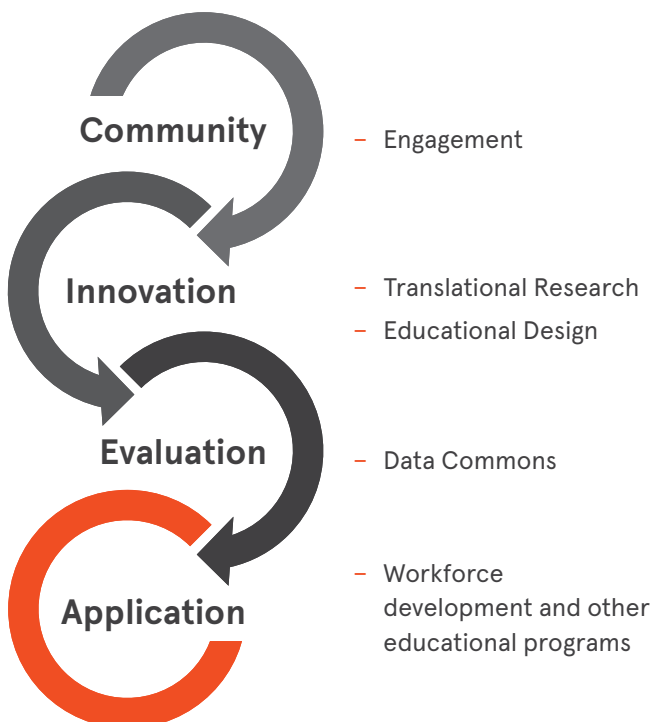 Community
– Engagement
Innovation
– Translational Research
– Educational Design
Evaluation
– Data Commons
Application
– Workforce
development and other
educational programs